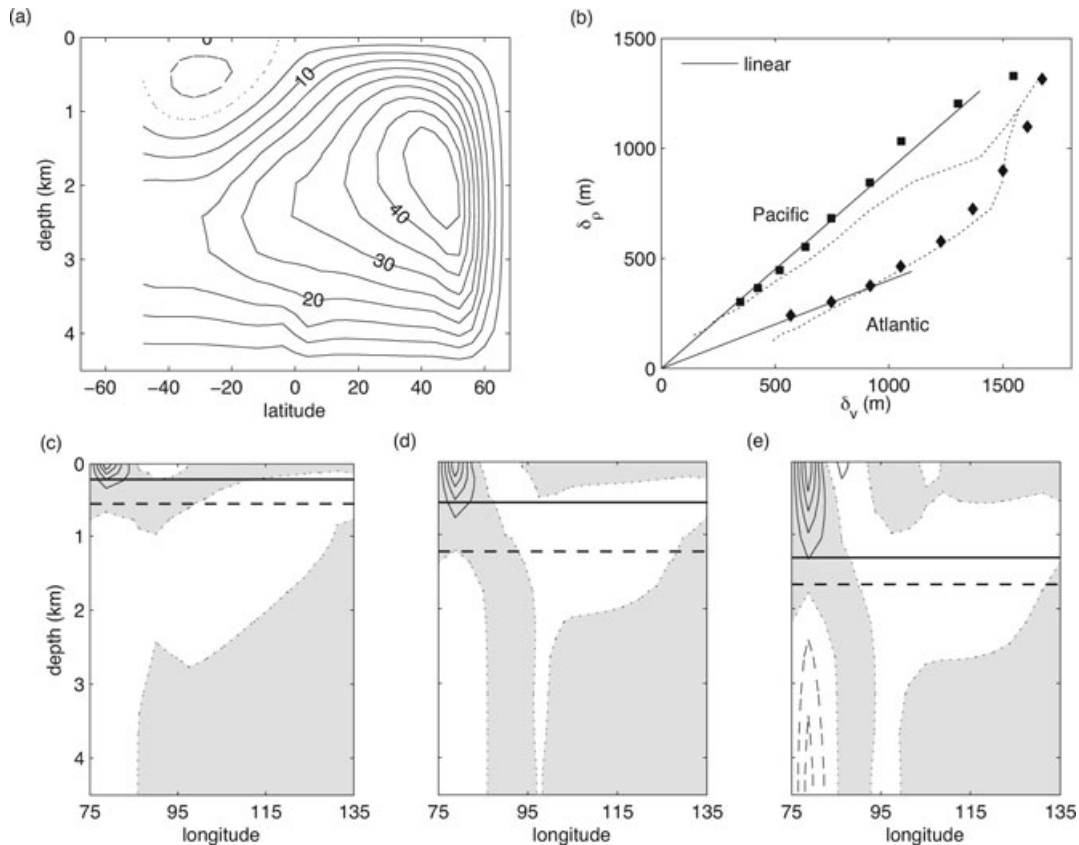 (a)
0
10
40
30
20
0
1
2
3
4
depth (km)
−60
−40
−20
0
20
40
60
latitude
(b)
1500
1000
500
0
δρ (m)
linear
Pacific
Atlantic
0
500
1000
1500
δv (m)
(c)
0
1
2
3
4
depth (km)
75
95
115
135
longitude
(d)
75
95
115
135
longitude
(e)
75
95
115
135
longitude